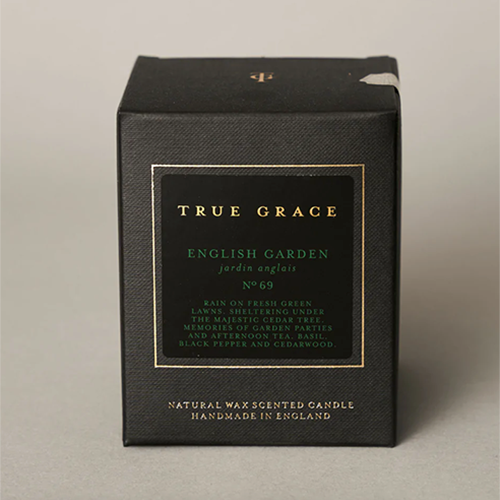 TRUE GRACE
ENGLISH GARDEN
jardin anglais
Nº 69
RAIN ON FRESH GREEN
LAWNS. SHELTERING UNDER
THE MAJESTIC CEDAR TREE.
MEMORIES OF GARDEN PARTIES
AND AFTERNOON TEA. BASIL,
BLACK PEPPER AND CEDARWOOD.
NATURAL WAX SCENTED CANDLE
HANDMADE IN ENGLAND